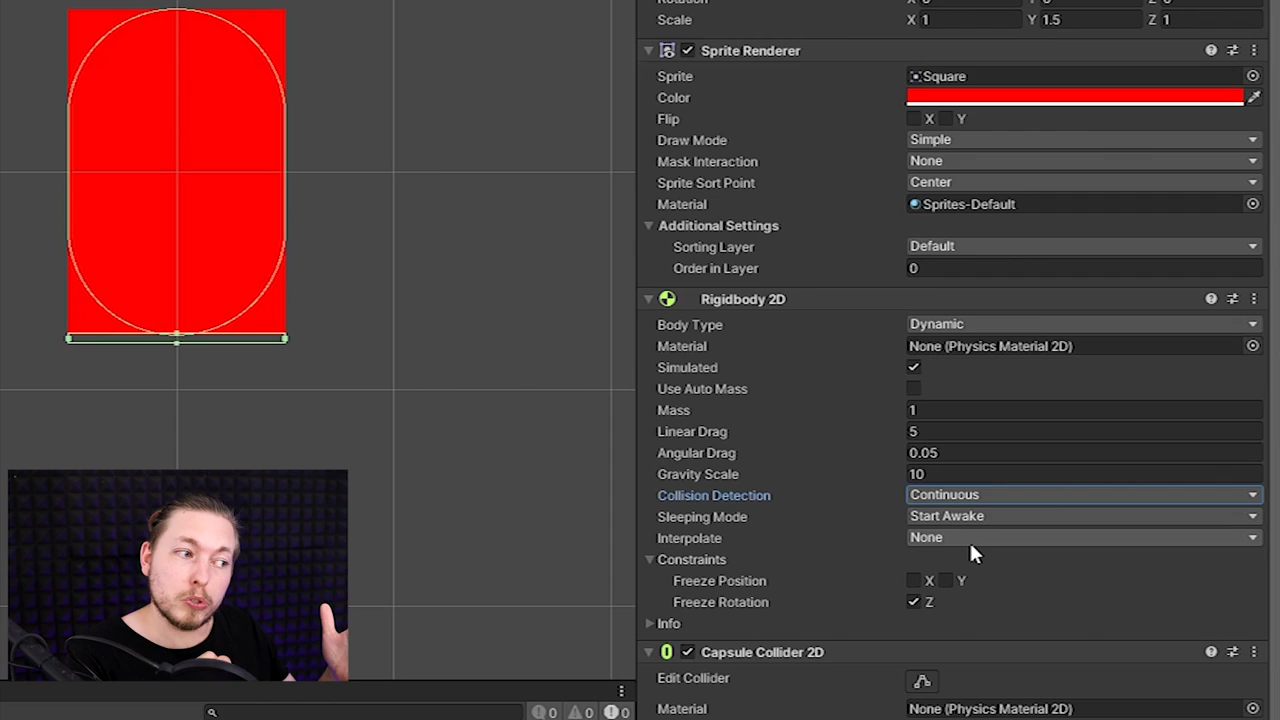 Scale X 1 Y 1.5 Z 1
Sprite Renderer
Sprite Square
Color
Flip X Y
Draw Mode Simple
Mask Interaction None
Sprite Sort Point Center
Material Sprites-Default
Additional Settings
Sorting Layer Default
Order in Layer 0
Rigidbody 2D
Body Type Dynamic
Material None (Physics Material 2D)
Simulated
Use Auto Mass
Mass 1
Linear Drag 5
Angular Drag 0.05
Gravity Scale 10
Collision Detection Continuous
Sleeping Mode Start Awake
Interpolate None
Constraints
Freeze Position X Y
Freeze Rotation Z
Info
Capsule Collider 2D
Edit Collider
Material None (Physics Material 2D)
0 0 0